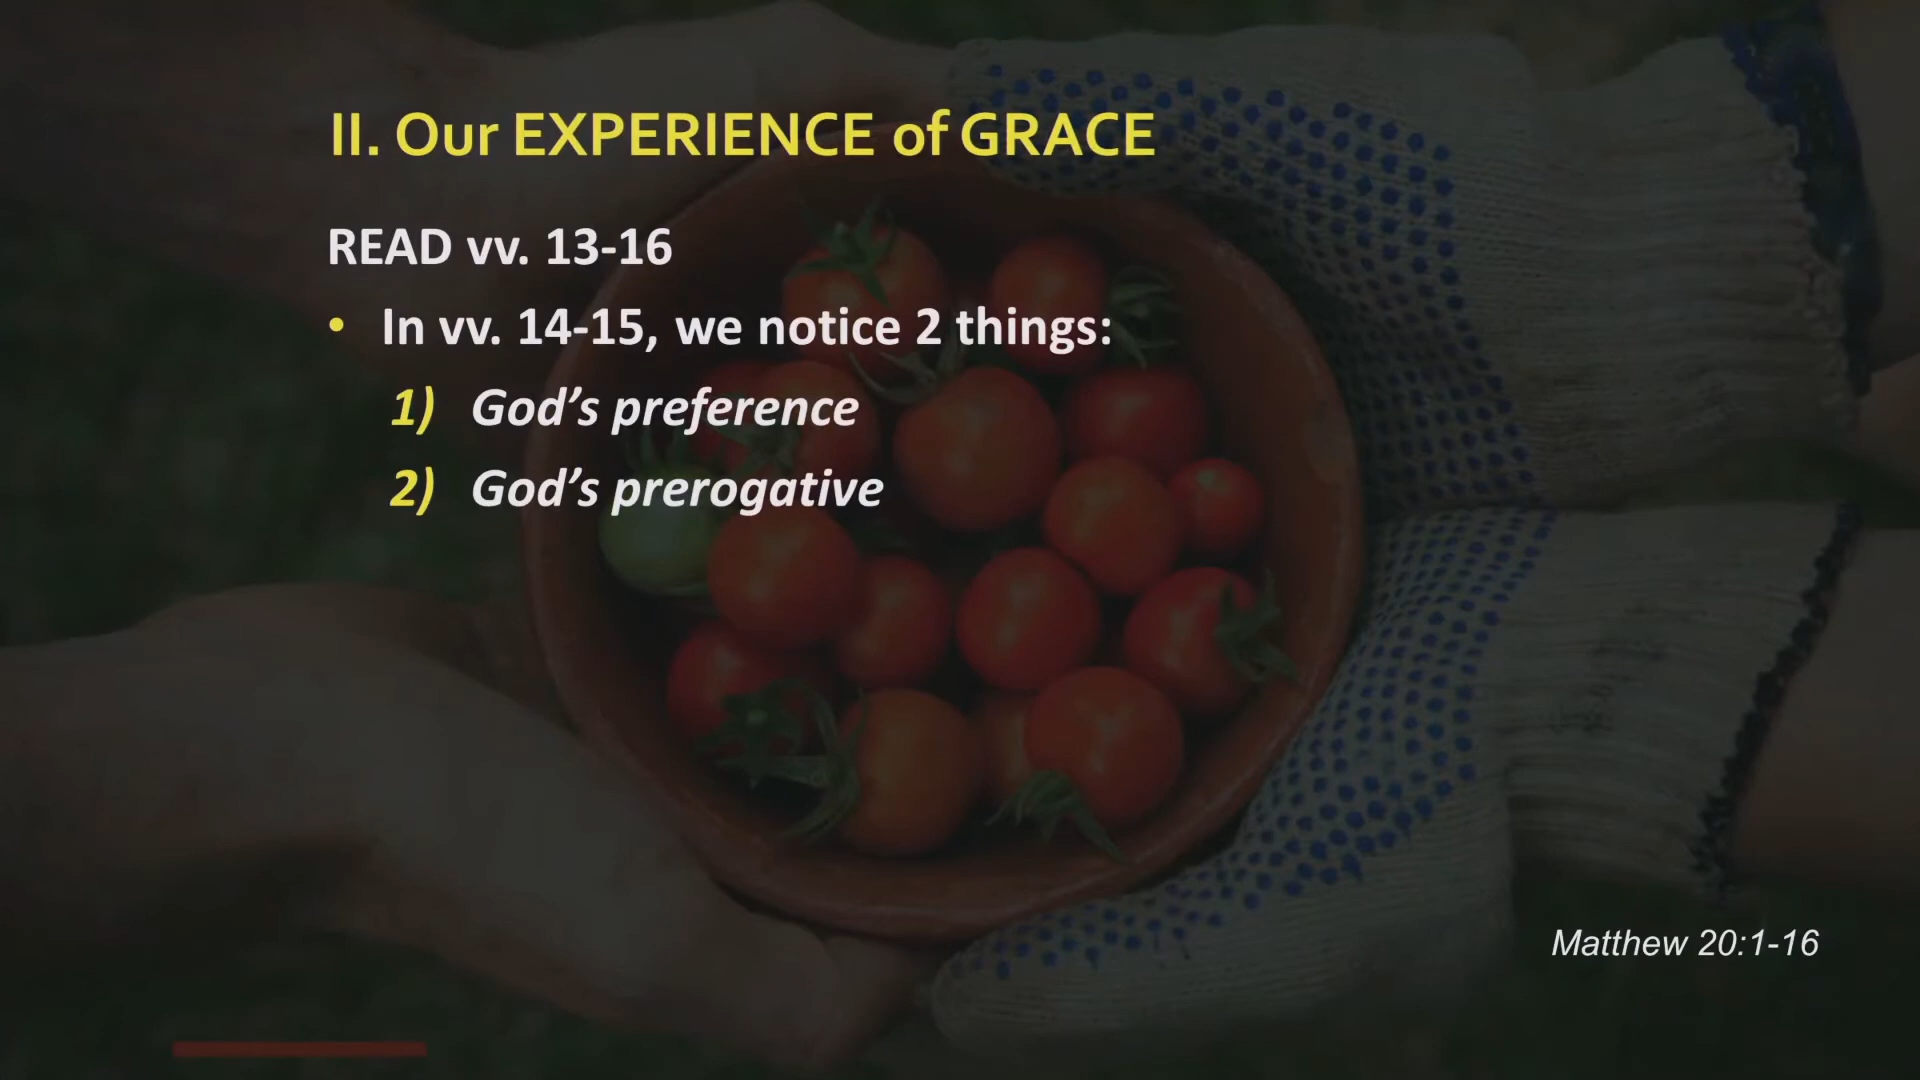 II. Our EXPERIENCE of GRACE
READ vv. 13-16
• In vv. 14-15, we notice 2 things:
1) God’s preference
2) God’s prerogative
Matthew 20:1-16